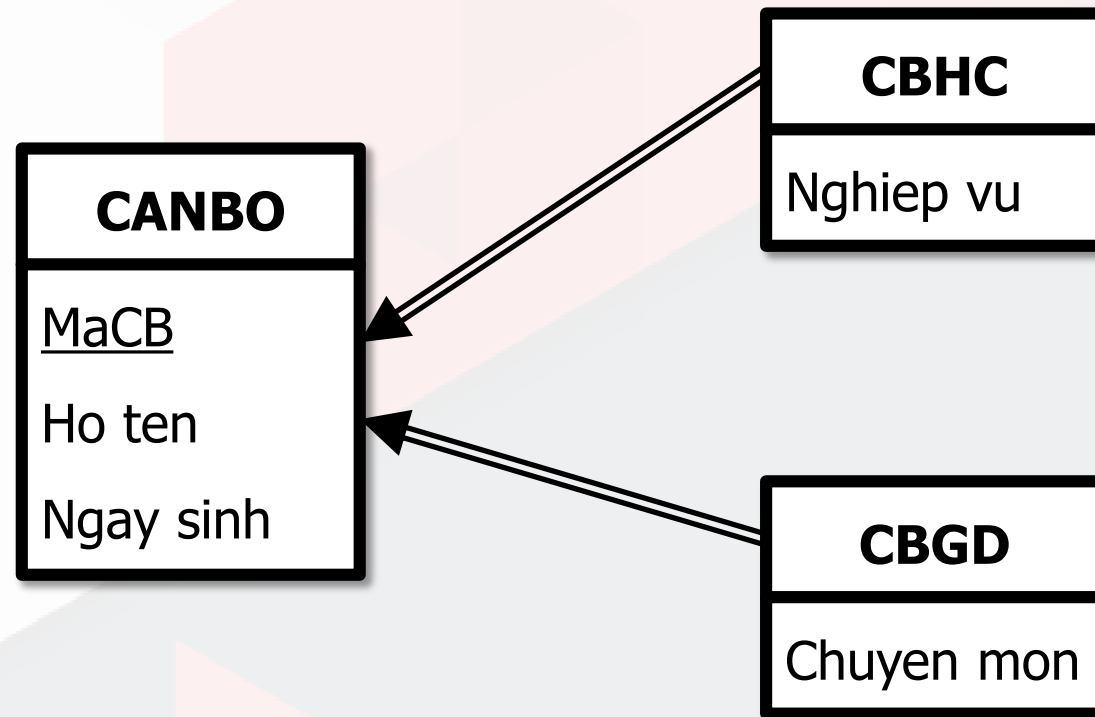 CANBO
MaCB
Ho ten
Ngay sinh
CBHC
Nghiep vu
CBGD
Chuyen mon